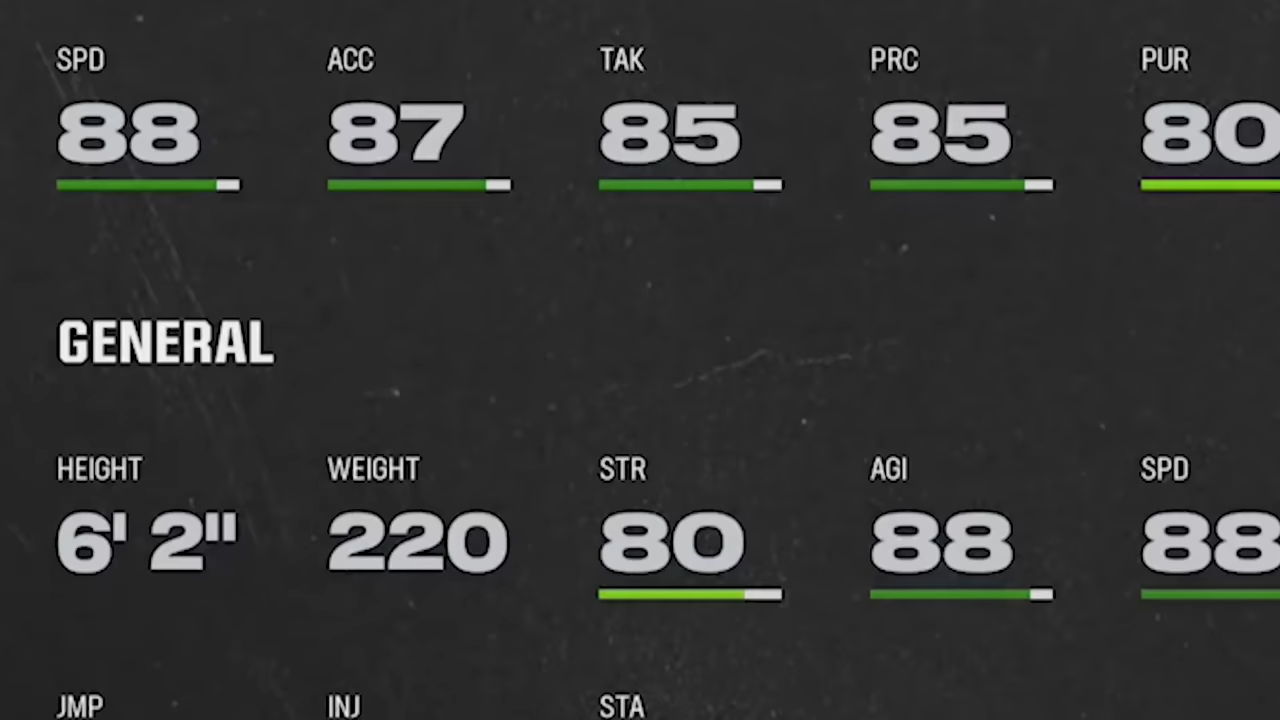 SPD ACC TAK PRC PUR
88 87 85 85 80
GENERAL
HEIGHT WEIGHT STR AGI SPD
6' 2" 220 80 88 88
JMP INJ STA